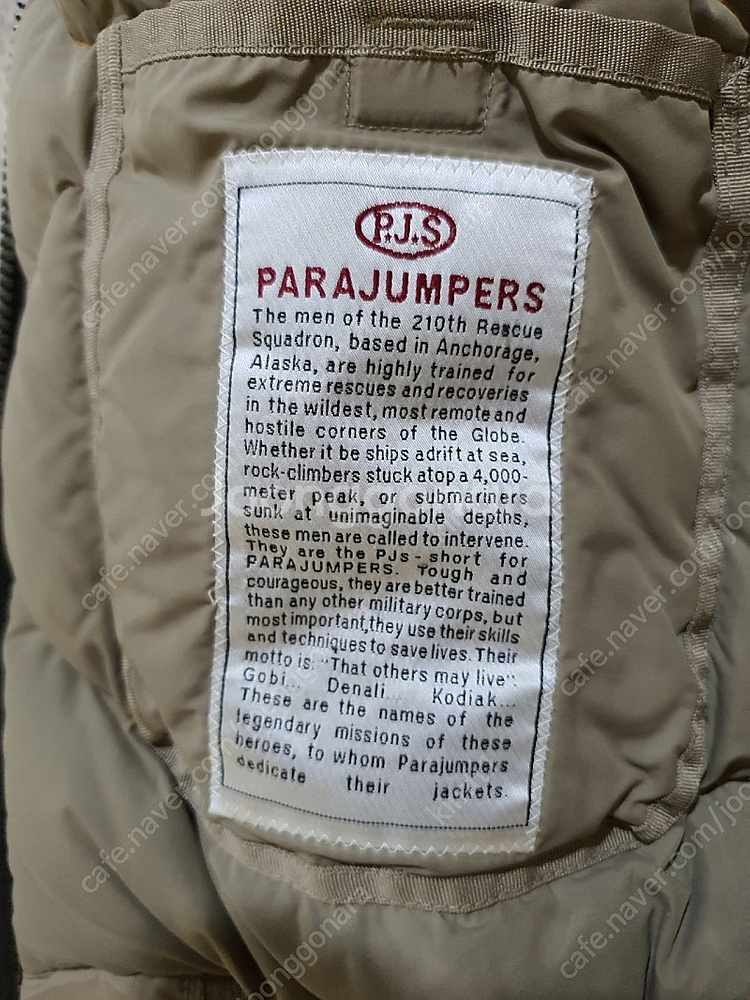 P.J.S
PARAJUMPERS
The men of the 210th Rescue
Squadron, based in Anchorage,
Alaska, are highly trained for
extreme rescues and recoveries
in the wildest, most remote and
hostile corners of the Globe.
Whether it be ships adrift at sea,
rock-climbers stuck atop a 4,000-
meter peak, or submariners
sunk at unimaginable depths,
these men are called to intervene.
They are the PJs - short for
PARAJUMPERS. Tough and
courageous, they are better trained
than any other military corps, but
most important,they use their skills
and techniques to save lives. Their
motto is: "That others may live".
Gobi... Denali... Kodiak...
These are the names of the
legendary missions of these
heroes, to whom Parajumpers
dedicate their jackets.